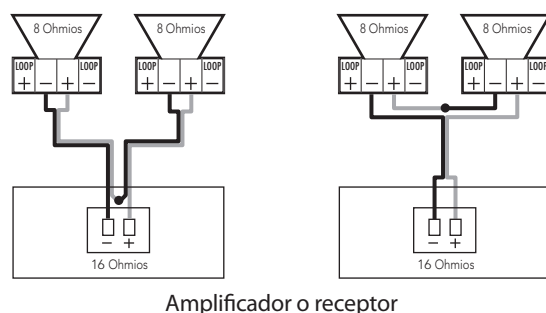 8 Ohmios 8 Ohmios 8 Ohmios 8 Ohmios
LOOP LOOP LOOP LOOP LOOP LOOP LOOP LOOP
+ − + − + − + − + − + − + − + −
− + − +
16 Ohmios 16 Ohmios
Amplificador o receptor